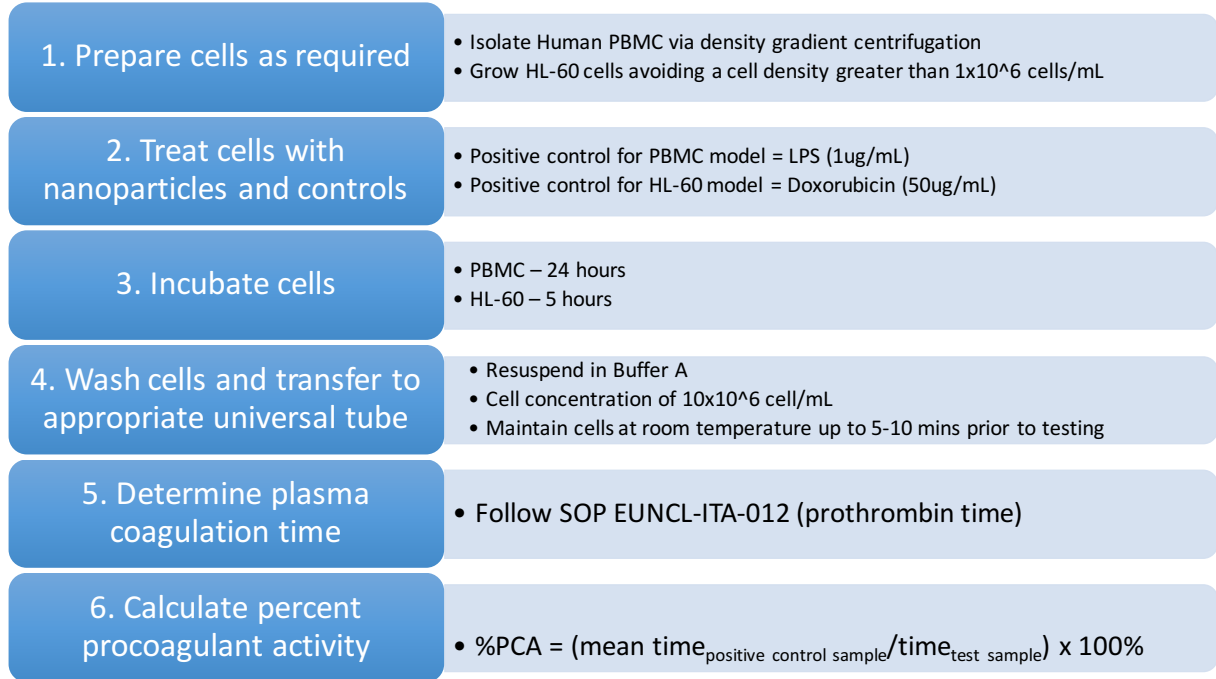 1. Prepare cells as required
• Isolate Human PBMC via density gradient centrifugation
• Grow HL-60 cells avoiding a cell density greater than 1x10^6 cells/mL
2. Treat cells with
nanoparticles and controls
• Positive control for PBMC model = LPS (1ug/mL)
• Positive control for HL-60 model = Doxorubicin (50ug/mL)
3. Incubate cells
• PBMC – 24 hours
• HL-60 – 5 hours
4. Wash cells and transfer to
appropriate universal tube
• Resuspend in Buffer A
• Cell concentration of 10x10^6 cell/mL
• Maintain cells at room temperature up to 5-10 mins prior to testing
5. Determine plasma
coagulation time
• Follow SOP EUNCL-ITA-012 (prothrombin time)
6. Calculate percent
procoagulant activity
• %PCA = (mean time positive control sample/time test sample) x 100%